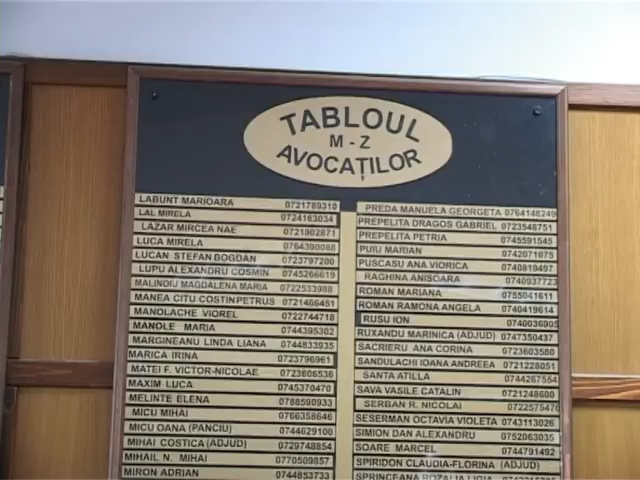 TABLOUL
M - Z
AVOCAȚILOR
LABUNT MARIOARA 0721789310
LAL MIRELA 0724163034
LAZAR MIRCEA NAE 0721902871
LUCA MIRELA 0764390088
LUCAN STEFAN BOGDAN 0723797200
LUPU ALEXANDRU COSMIN 0745266619
MALINOIU MAGDALENA MARIA 0722533988
MANEA CITU COSTIN PETRUS 0721466451
MANOLACHE VIOREL 0722744718
MANOLE MARIA 0744395302
MARGINEANU LINDA LIANA 0744833935
MARICA IRINA 0723796961
MATEI F. VICTOR-NICOLAE 0723606536
MAXIM LUCA 0745370470
MELINTE ELENA 0788590933
MICU MIHAI 0766358646
MICU OANA (PANCIU) 0744629100
MIHAI COSTICA (ADJUD) 0729748854
MIHAIL N. MIHAI 0770509857
MIRON ADRIAN 0744853733
PREDA MANUELA GEORGETA 0764148249
PREPELITA DRAGOS GABRIEL 0723548751
PREPELITA PETRIA 0745591545
PUIU MARIAN 0742071075
PUSCASU ANA VIORICA 0740819497
RAGHINA ANISOARA 0740937723
ROMAN MARIANA 0755041611
ROMAN RAMONA ANGELA 0740419614
RUSU ION 0740036905
RUXANDU MARINICA (ADJUD) 0747350437
SACRIERU ANA CORINA 0723603580
SANDULACHI IOANA ANDREEA 0721228051
SANTA ATILLA 0744287554
SAVA VASILE CATALIN 0721248600
SERBAN R. NICOLAI 0722575470
SESERMAN OCTAVIA VIOLETA 0743113026
SIMION DAN ALEXANDRU 0752063035
SOARE MARCEL 0744791492
SPIRIDON CLAUDIA-FLORINA (ADJUD)
SPRINCEANA ROZALIA LIGIA